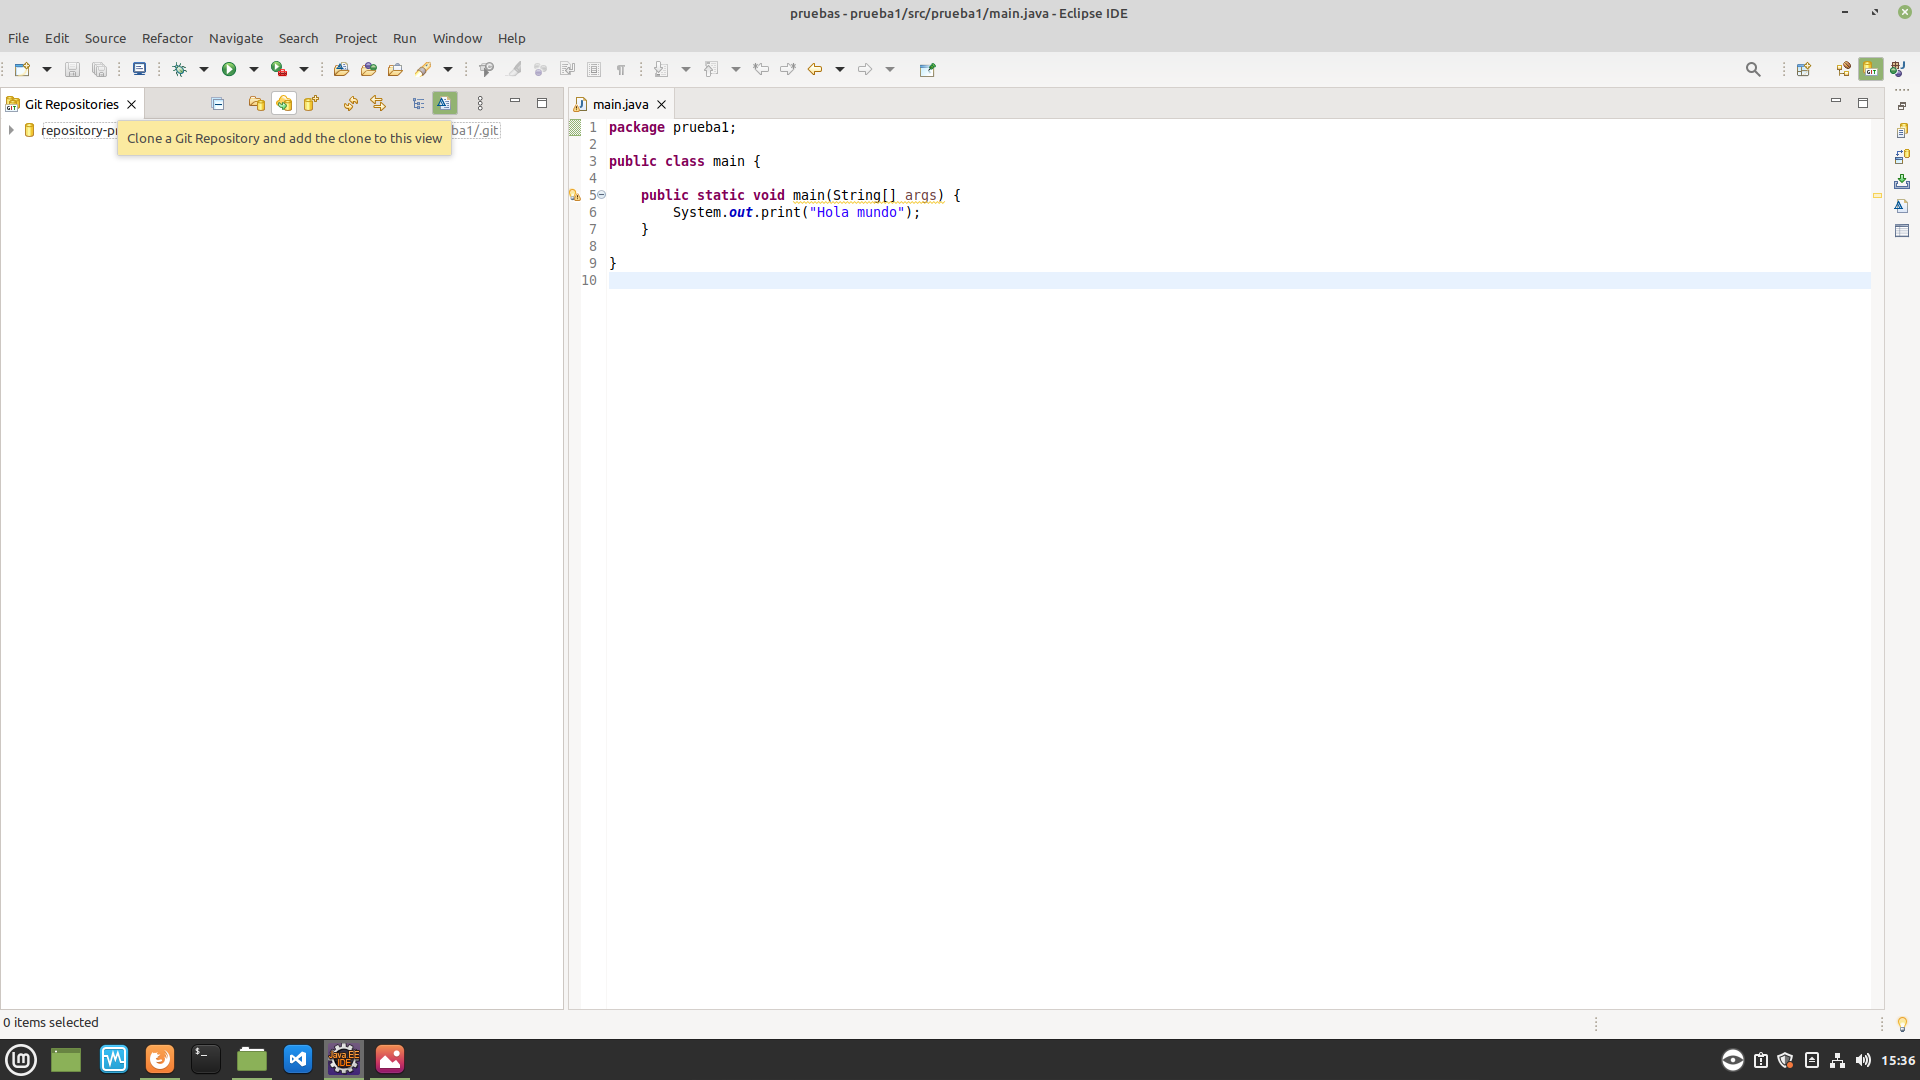 pruebas - prueba1/src/prueba1/main.java - Eclipse IDE
File Edit Source Refactor Navigate Search Project Run Window Help
Git Repositories
main.java
repository-pr
ba1/.git
Clone a Git Repository and add the clone to this view
1 package prueba1;
2
3 public class main {
4
5 public static void main(String[] args) {
6 System.out.print("Hola mundo");
7 }
8
9 }
10
0 items selected
Java EE
IDE
15:36